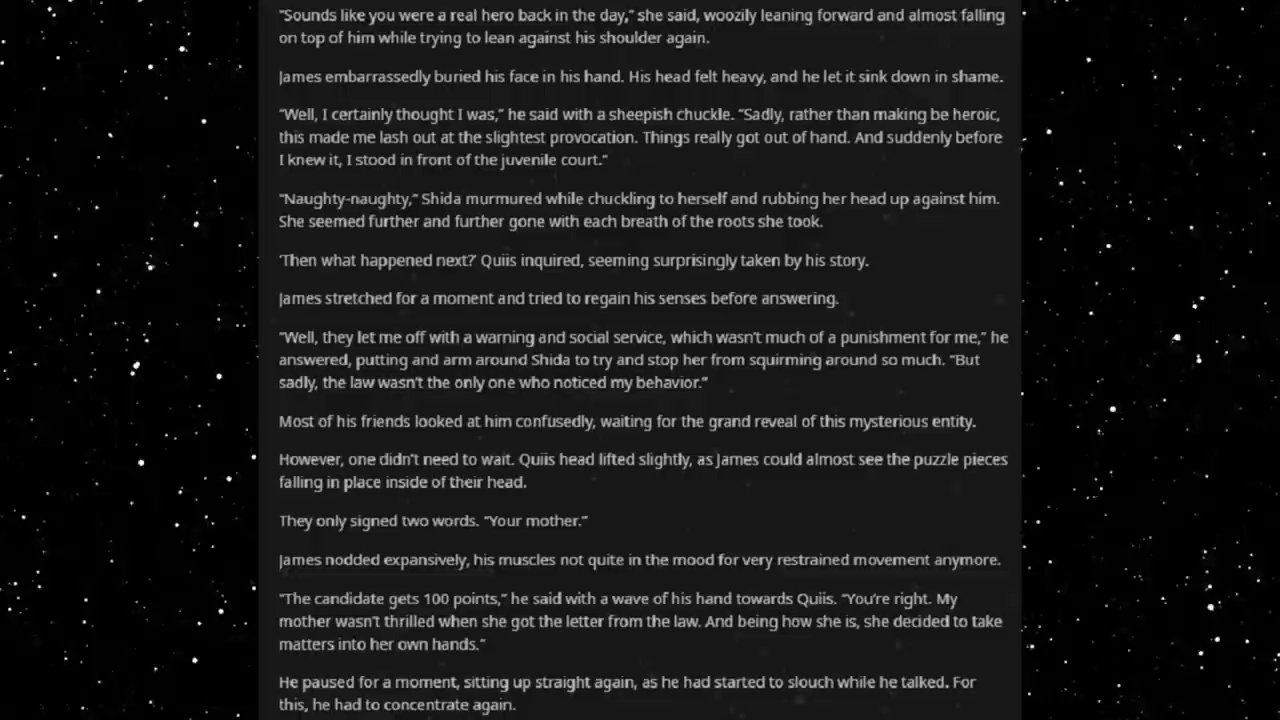 “Sounds like you were a real hero back in the day,” she said, woozily leaning forward and almost falling
on top of him while trying to lean against his shoulder again.
James embarrassedly buried his face in his hand. His head felt heavy, and he let it sink down in shame.
“Well, I certainly thought I was,” he said with a sheepish chuckle. “Sadly, rather than making be heroic,
this made me lash out at the slightest provocation. Things really got out of hand. And suddenly before
I knew it, I stood in front of the juvenile court.”
“Naughty-naughty,” Shida murmured while chuckling to herself and rubbing her head up against him.
She seemed further and further gone with each breath of the roots she took.
‘Then what happened next?’ Quiis inquired, seeming surprisingly taken by his story.
James stretched for a moment and tried to regain his senses before answering.
“Well, they let me off with a warning and social service, which wasn’t much of a punishment for me,” he
answered, putting and arm around Shida to try and stop her from squirming around so much. “But
sadly, the law wasn’t the only one who noticed my behavior.”
Most of his friends looked at him confusedly, waiting for the grand reveal of this mysterious entity.
However, one didn’t need to wait. Quiis head lifted slightly, as James could almost see the puzzle pieces
falling in place inside of their head.
They only signed two words. “Your mother.”
James nodded expansively, his muscles not quite in the mood for very restrained movement anymore.
“The candidate gets 100 points,” he said with a wave of his hand towards Quiis. “You’re right. My
mother wasn’t thrilled when she got the letter from the law. And being how she is, she decided to take
matters into her own hands.”
He paused for a moment, sitting up straight again, as he had started to slouch while he talked. For
this, he had to concentrate again.